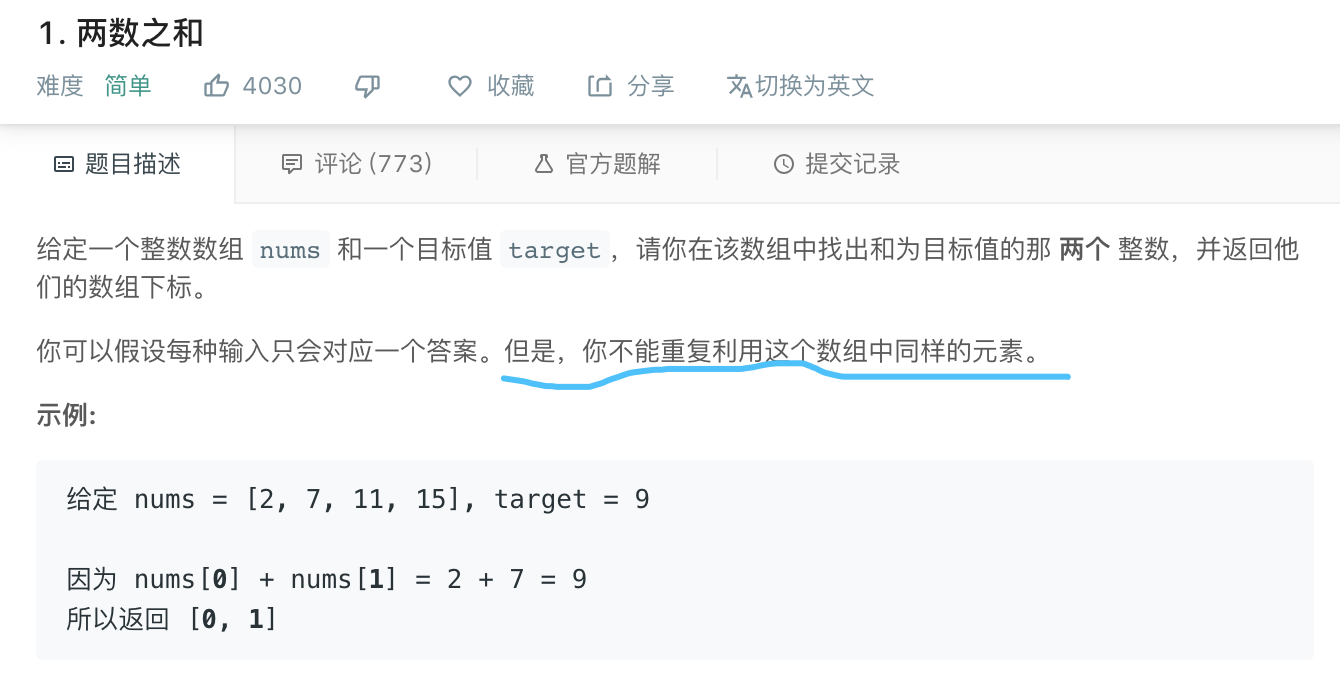 1. 两数之和
难度 简单 4030 收藏 分享 切换为英文
题目描述 评论 (773) 官方题解 提交记录
给定一个整数数组 nums 和一个目标值 target，请你在该数组中找出和为目标值的那 两个 整数，并返回他
们的数组下标。
你可以假设每种输入只会对应一个答案。但是，你不能重复利用这个数组中同样的元素。
示例:
给定 nums = [2, 7, 11, 15], target = 9
因为 nums[0] + nums[1] = 2 + 7 = 9
所以返回 [0, 1]